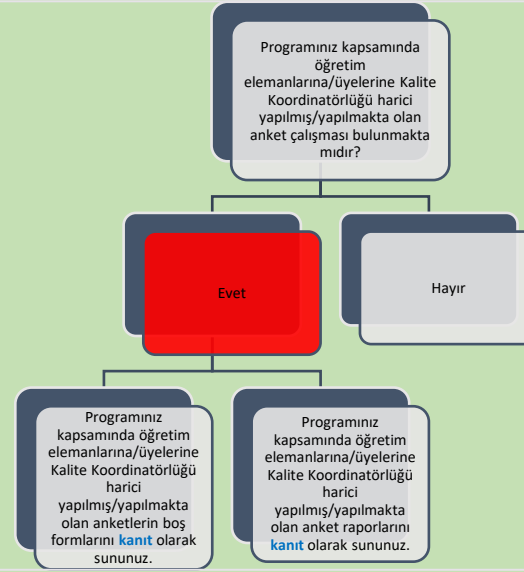 Programınız kapsamında
öğretim
elemanlarına/üyelerine Kalite
Koordinatörlüğü harici
yapılmış/yapılmakta olan
anket çalışması bulunmakta
mıdır?
Evet
Hayır
Programınız
kapsamında öğretim
elemanlarına/üyelerine
Kalite Koordinatörlüğü
harici
yapılmış/yapılmakta
olan anketlerin boş
formlarını kanıt olarak
sununuz.
Programınız
kapsamında öğretim
elemanlarına/üyelerine
Kalite Koordinatörlüğü
harici
yapılmış/yapılmakta
olan anket raporlarını
kanıt olarak sununuz.